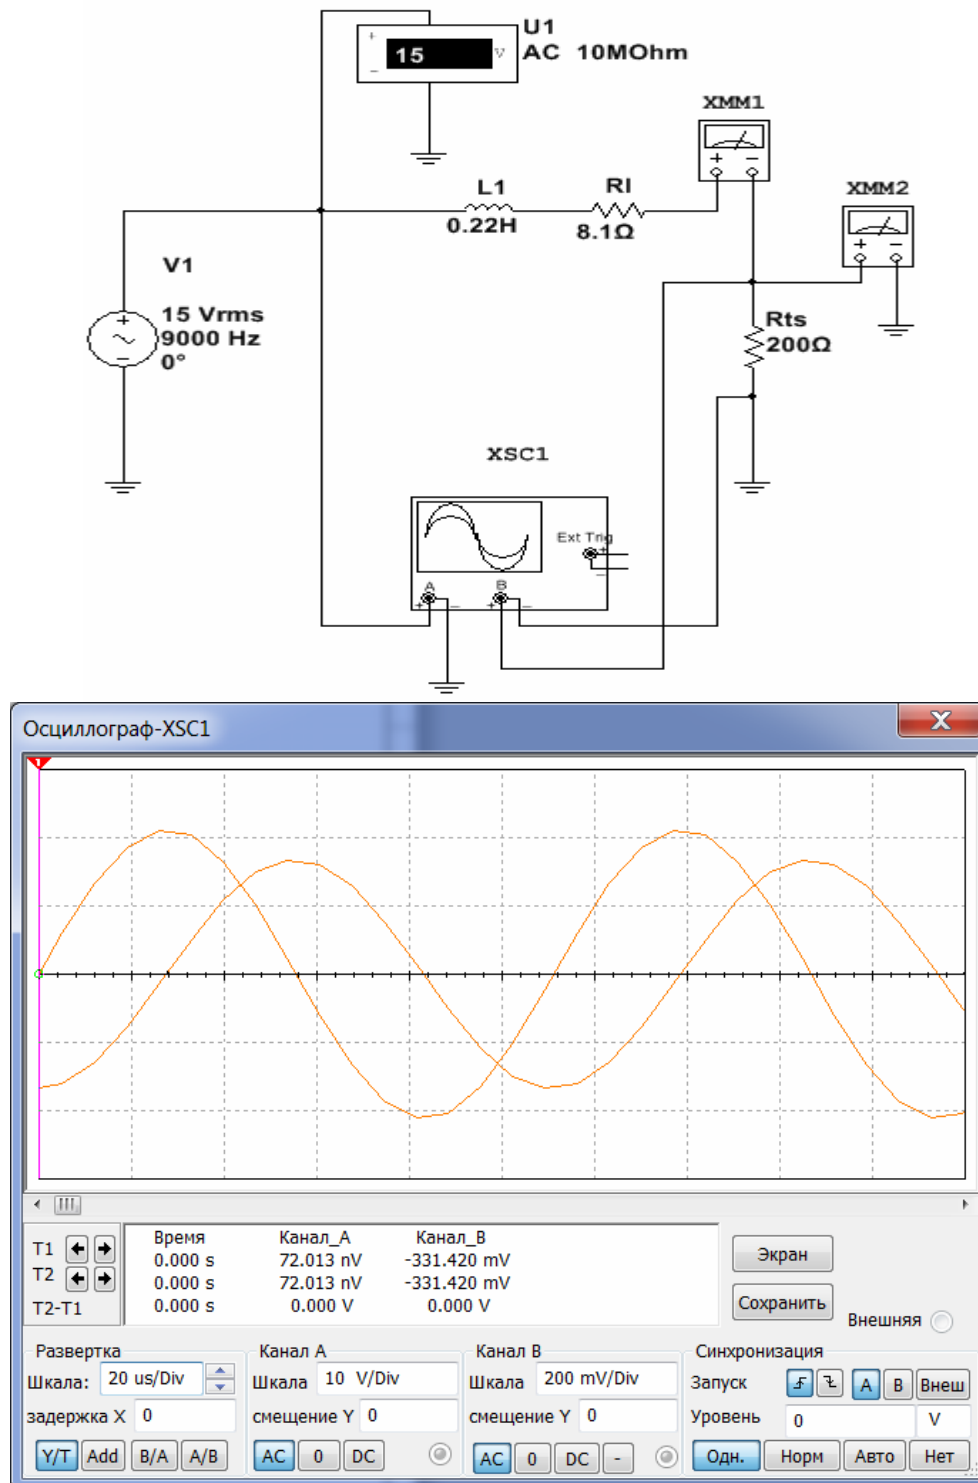 U1
15 V
AC 10MOhm
XMM1
XMM2
L1
0.22H
Rl
8.1Ω
V1
15 Vrms
9000 Hz
0°
Rts
200Ω
XSC1
Ext Trig
A
B
Осциллограф-XSC1
1
Время Канал_A Канал_B
T1 0.000 s 72.013 nV -331.420 mV
T2 0.000 s 72.013 nV -331.420 mV
T2-T1 0.000 s 0.000 V 0.000 V
Экран
Сохранить
Внешняя
Развертка
Шкала: 20 us/Div
задержка X 0
Y/T Add B/A A/B
Канал A
Шкала 10 V/Div
смещение Y 0
AC 0 DC
Канал B
Шкала 200 mV/Div
смещение Y 0
AC 0 DC -
Синхронизация
Запуск A B Внеш
Уровень 0 V
Одн. Норм Авто Нет